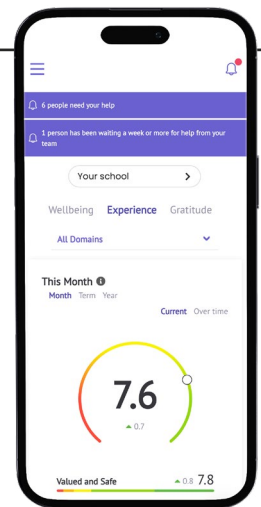 6 people need your help
1 person has been waiting a week or more for help from your
team
Your school
Wellbeing Experience Gratitude
All Domains
This Month
Month Term Year
Current Over time
7.6
0.7
Valued and Safe 0.8 7.8